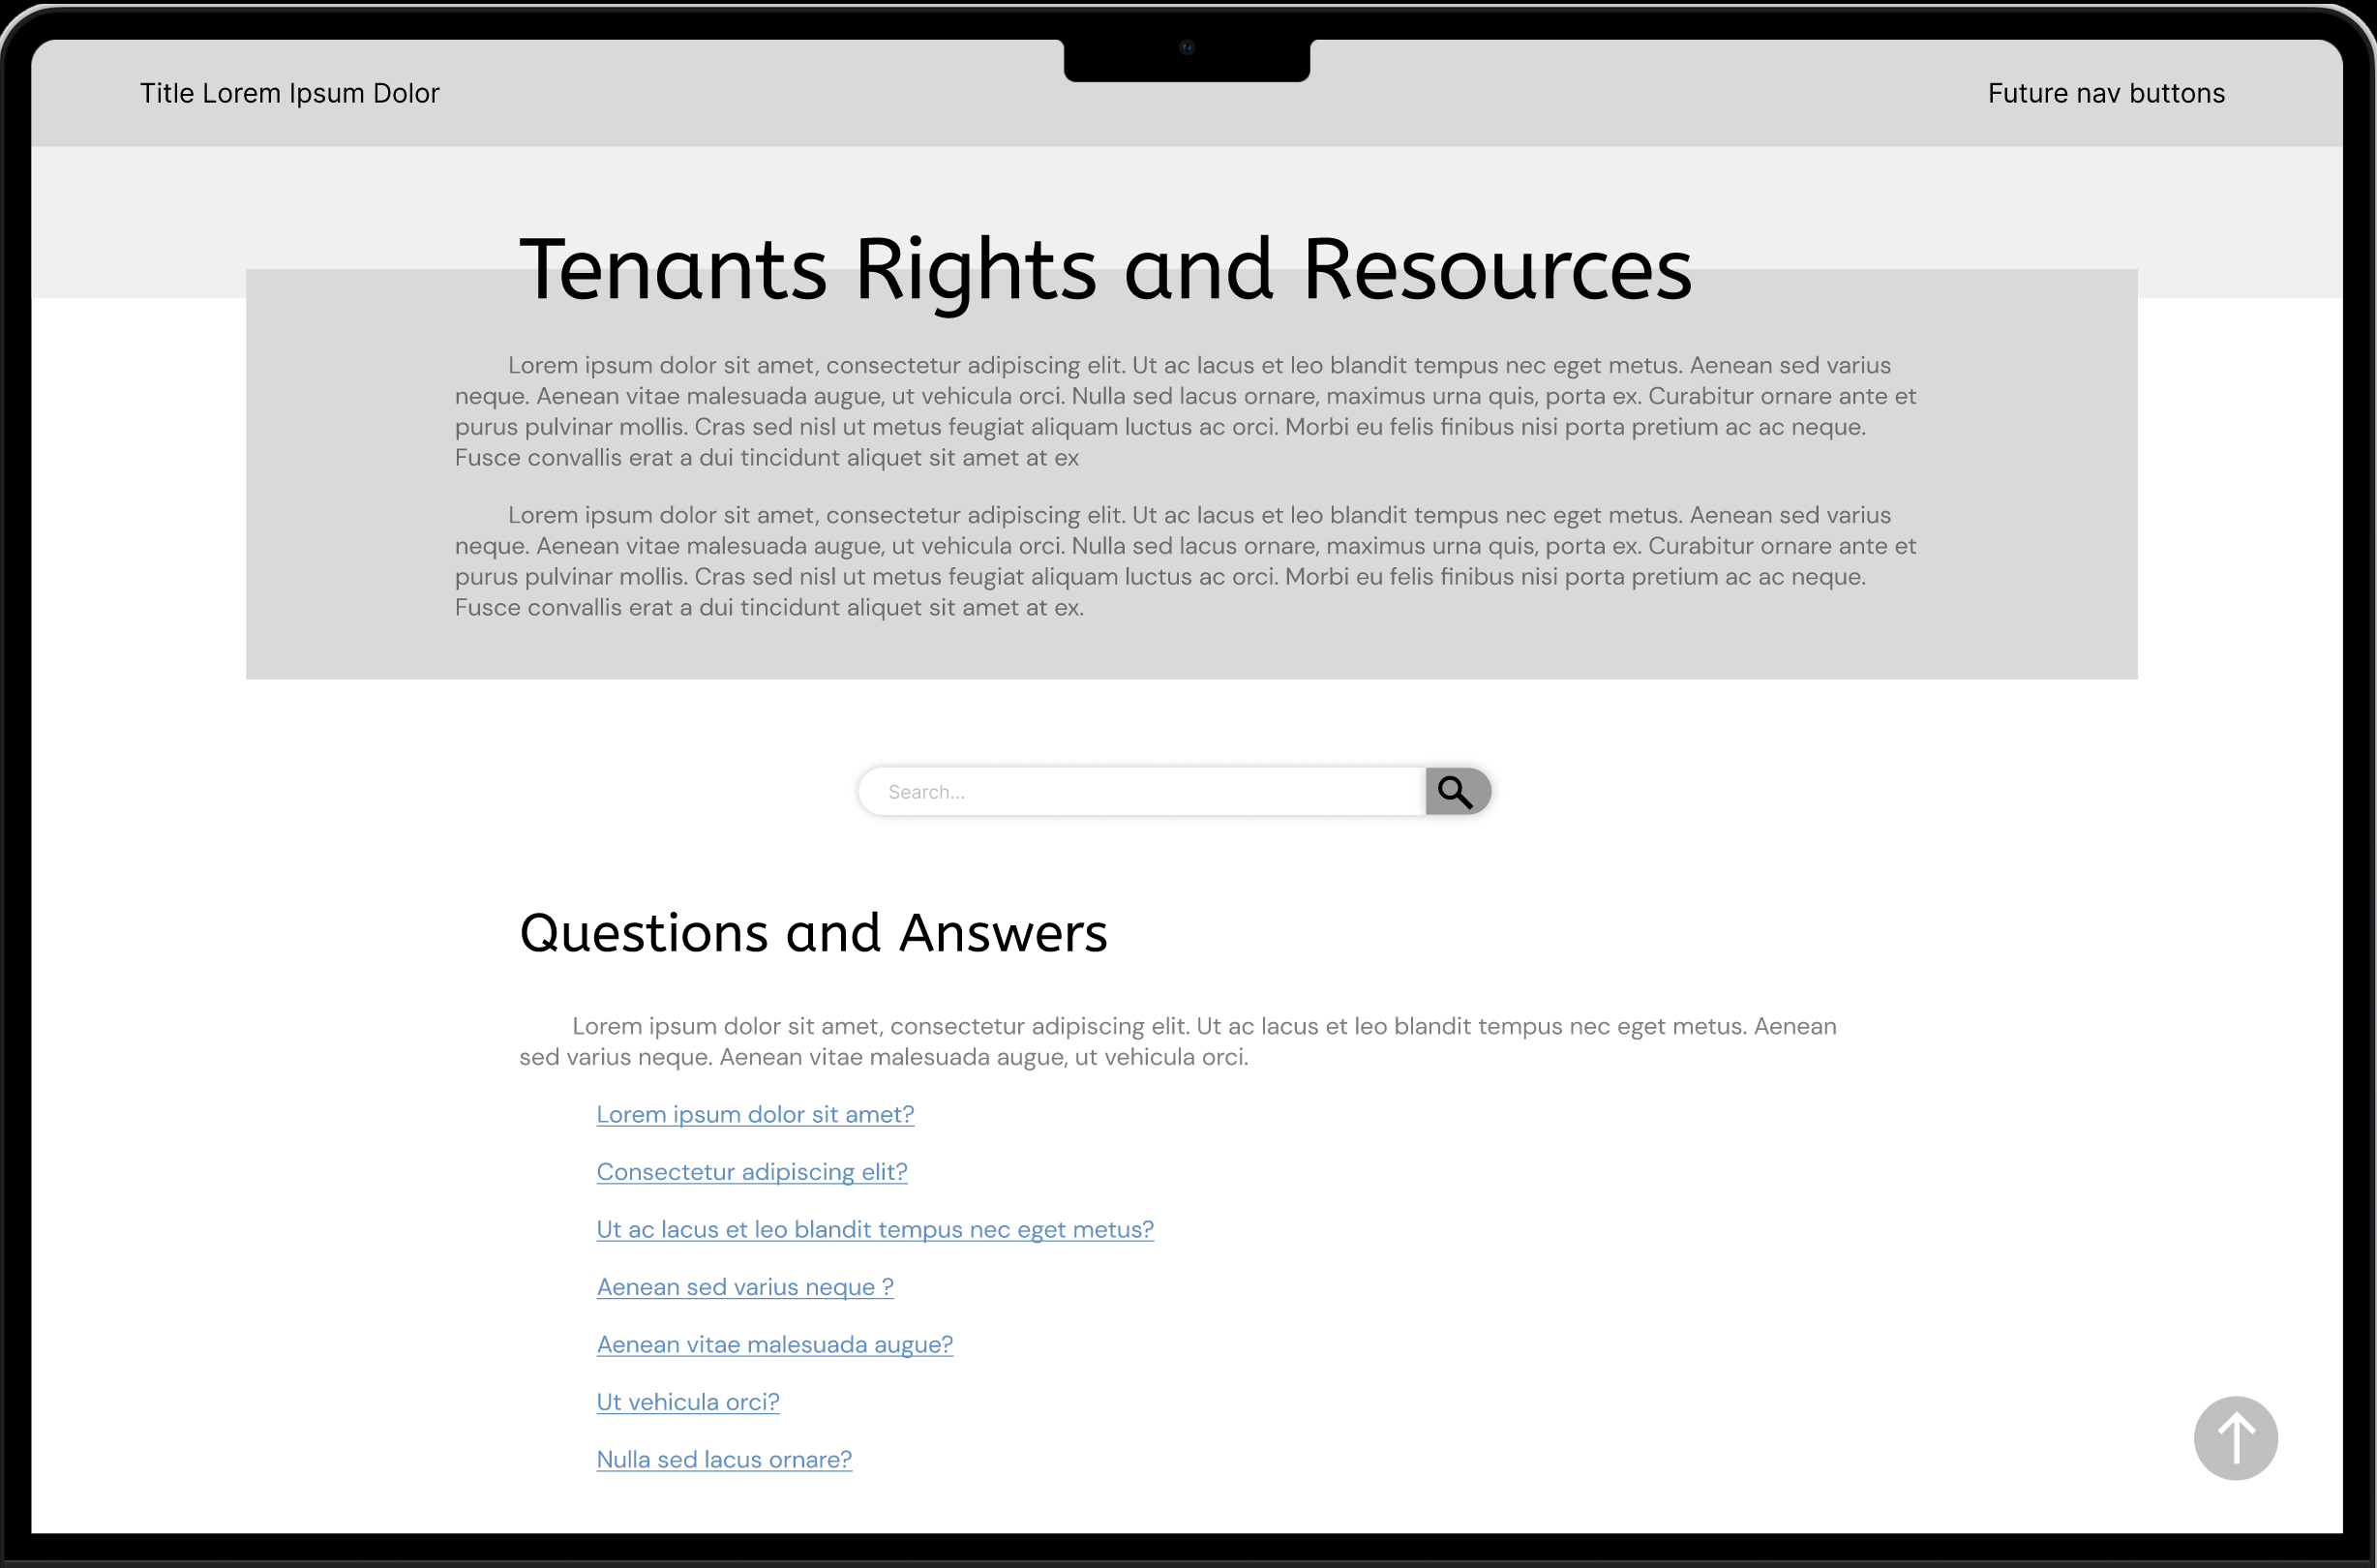 Title Lorem Ipsum Dolor
Future nav buttons
Tenants Rights and Resources
Lorem ipsum dolor sit amet, consectetur adipiscing elit. Ut ac lacus et leo blandit tempus nec eget metus. Aenean sed varius
neque. Aenean vitae malesuada augue, ut vehicula orci. Nulla sed lacus ornare, maximus urna quis, porta ex. Curabitur ornare ante et
purus pulvinar mollis. Cras sed nisl ut metus feugiat aliquam luctus ac orci. Morbi eu felis finibus nisi porta pretium ac ac neque.
Fusce convallis erat a dui tincidunt aliquet sit amet at ex
Lorem ipsum dolor sit amet, consectetur adipiscing elit. Ut ac lacus et leo blandit tempus nec eget metus. Aenean sed varius
neque. Aenean vitae malesuada augue, ut vehicula orci. Nulla sed lacus ornare, maximus urna quis, porta ex. Curabitur ornare ante et
purus pulvinar mollis. Cras sed nisl ut metus feugiat aliquam luctus ac orci. Morbi eu felis finibus nisi porta pretium ac ac neque.
Fusce convallis erat a dui tincidunt aliquet sit amet at ex.
Search...
Questions and Answers
Lorem ipsum dolor sit amet, consectetur adipiscing elit. Ut ac lacus et leo blandit tempus nec eget metus. Aenean
sed varius neque. Aenean vitae malesuada augue, ut vehicula orci.
Lorem ipsum dolor sit amet?
Consectetur adipiscing elit?
Ut ac lacus et leo blandit tempus nec eget metus?
Aenean sed varius neque ?
Aenean vitae malesuada augue?
Ut vehicula orci?
Nulla sed lacus ornare?